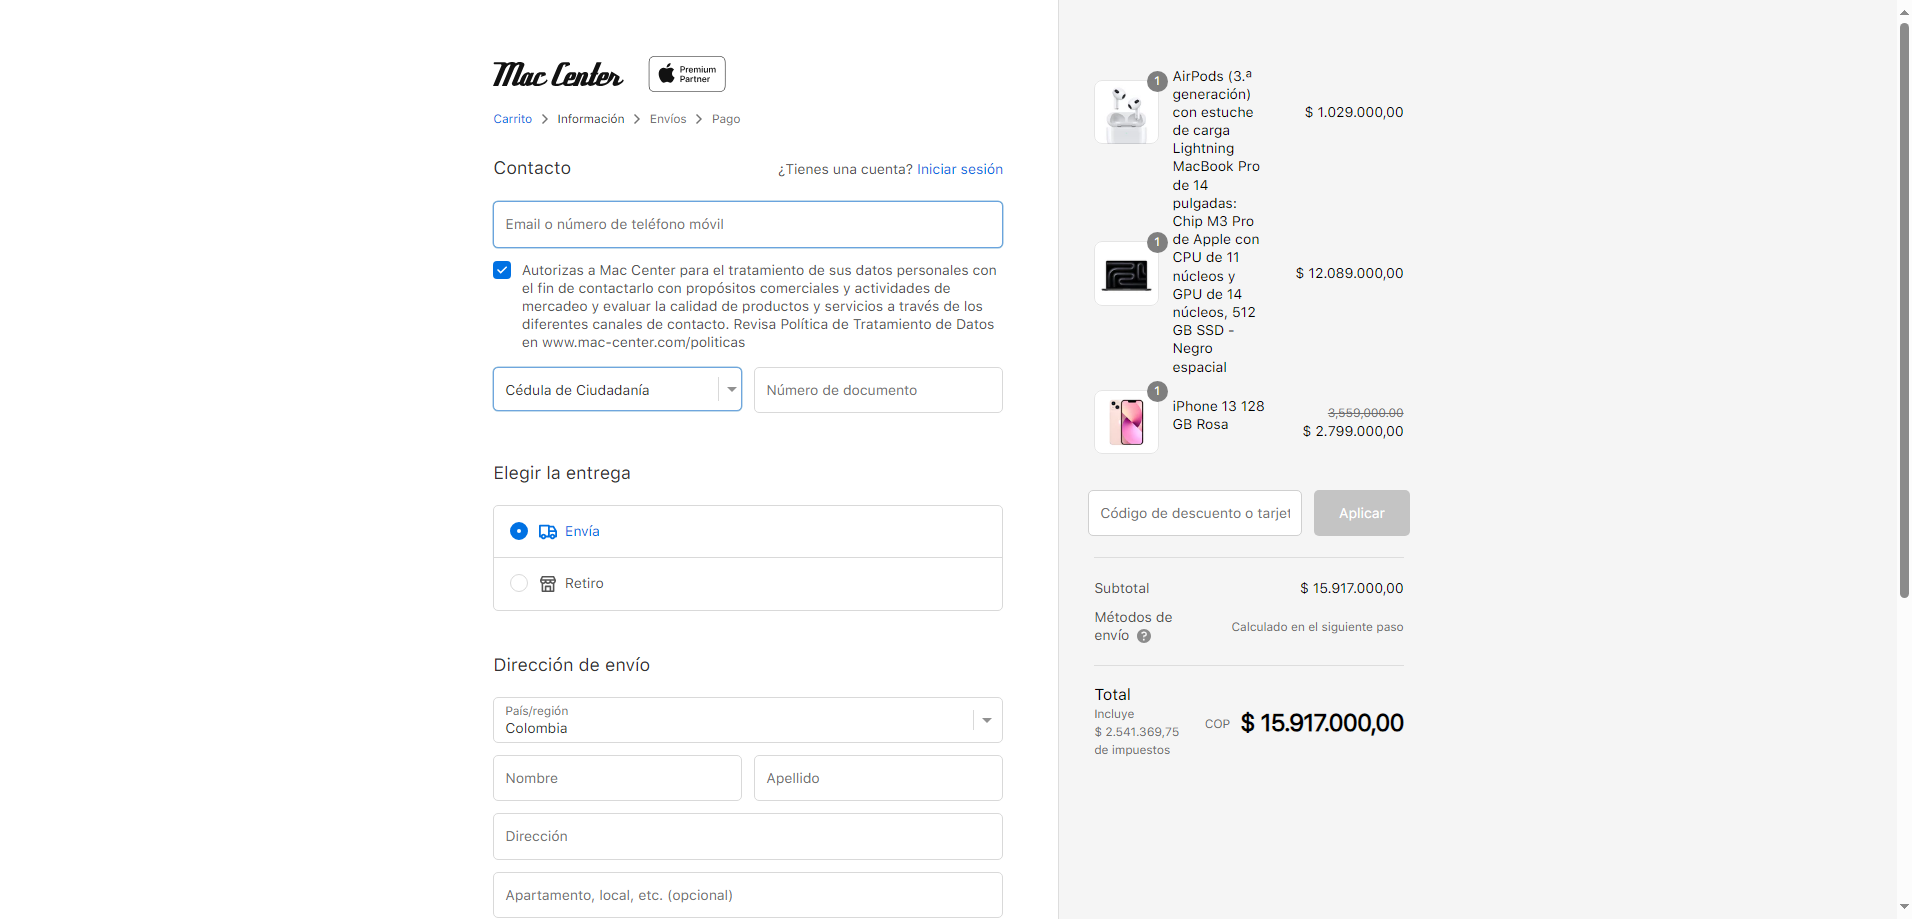 Mac Center
Premium
Partner
Carrito > Información > Envíos > Pago
Contacto
¿Tienes una cuenta? Iniciar sesión
Email o número de teléfono móvil
Autorizas a Mac Center para el tratamiento de sus datos personales con
el fin de contactarlo con propósitos comerciales y actividades de
mercadeo y evaluar la calidad de productos y servicios a través de los
diferentes canales de contacto. Revisa Política de Tratamiento de Datos
en www.mac-center.com/politicas
Cédula de Ciudadanía
Número de documento
Elegir la entrega
Envía
Retiro
Dirección de envío
País/región
Colombia
Nombre
Apellido
Dirección
Apartamento, local, etc. (opcional)
1
AirPods (3.ª
generación)
con estuche
de carga
Lightning
$ 1.029.000,00
1
MacBook Pro
de 14
pulgadas:
Chip M3 Pro
de Apple con
CPU de 11
núcleos y
GPU de 14
núcleos, 512
GB SSD -
Negro
espacial
$ 12.089.000,00
1
iPhone 13 128
GB Rosa
3,559,000.00
$ 2.799.000,00
Código de descuento o tarjet
Aplicar
Subtotal
$ 15.917.000,00
Métodos de
envío ?
Calculado en el siguiente paso
Total
Incluye
$ 2.541.369,75
de impuestos
COP $ 15.917.000,00